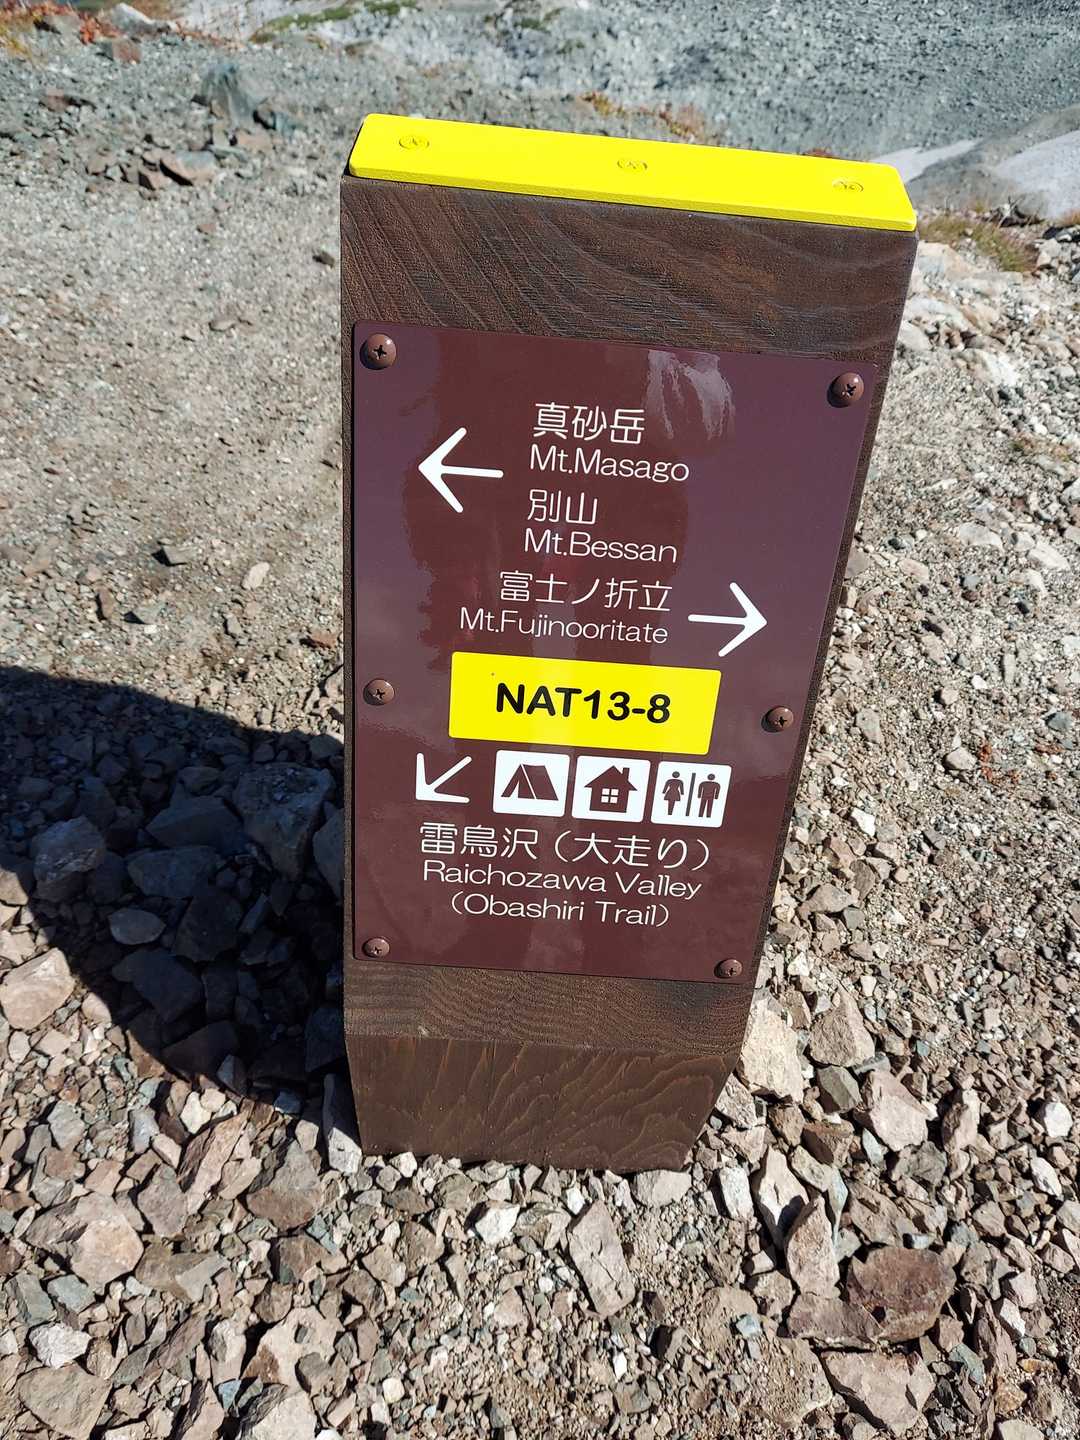 真砂岳
Mt.Masago
別山
Mt.Bessan
富士ノ折立
Mt.Fujinooritate
NAT13-8
雷鳥沢（大走り）
Raichozawa Valley
(Obashiri Trail)